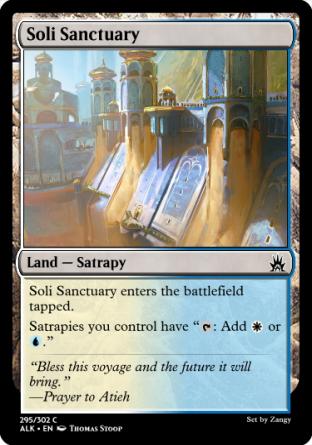 Soli Sanctuary
Land — Satrapy
Soli Sanctuary enters the battlefield
tapped.
Satrapies you control have “: Add or
.”
“Bless this voyage and the future it will
bring.”
—Prayer to Atieh
295/302 C Set by Zangy
ALK • EN Thomas Stoop